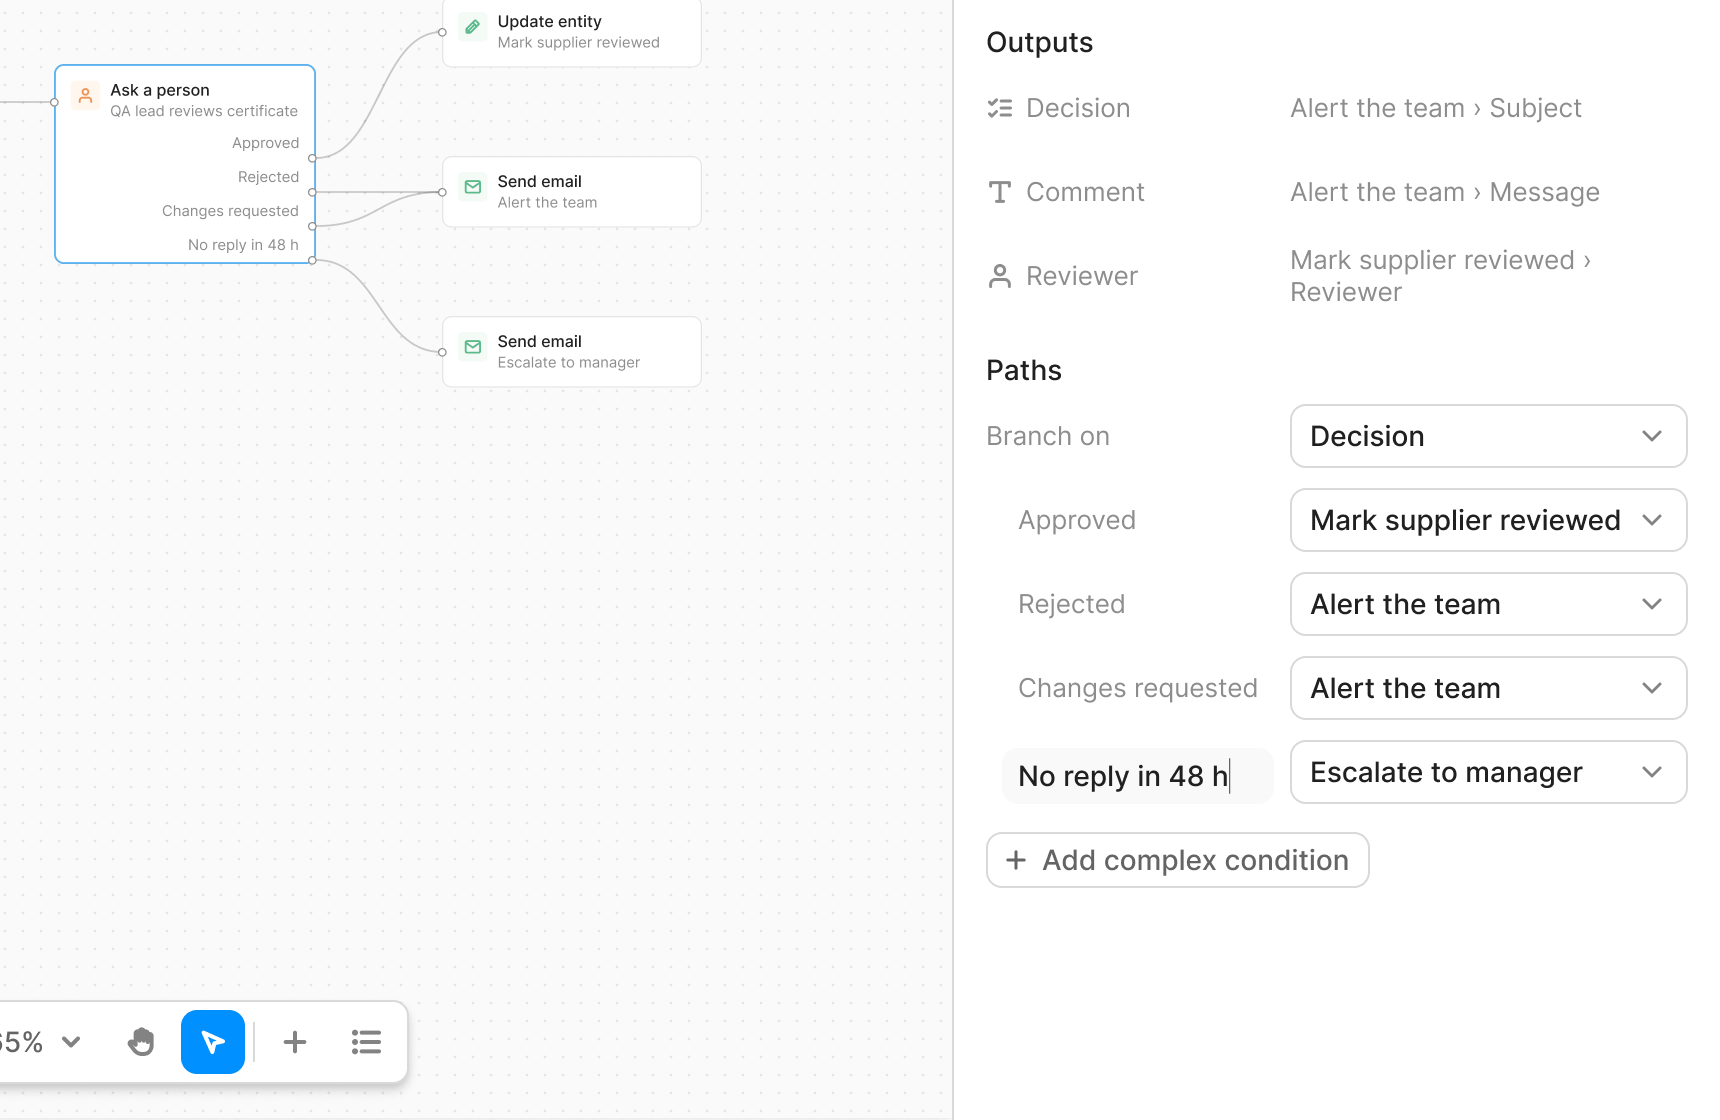 Update entity
Mark supplier reviewed
Ask a person
QA lead reviews certificate
Approved
Rejected
Changes requested
No reply in 48 h
Send email
Alert the team
Send email
Escalate to manager
Outputs
Decision Alert the team › Subject
Comment Alert the team › Message
Reviewer Mark supplier reviewed ›
Reviewer
Paths
Branch on Decision
Approved Mark supplier reviewed
Rejected Alert the team
Changes requested Alert the team
No reply in 48 h Escalate to manager
+ Add complex condition